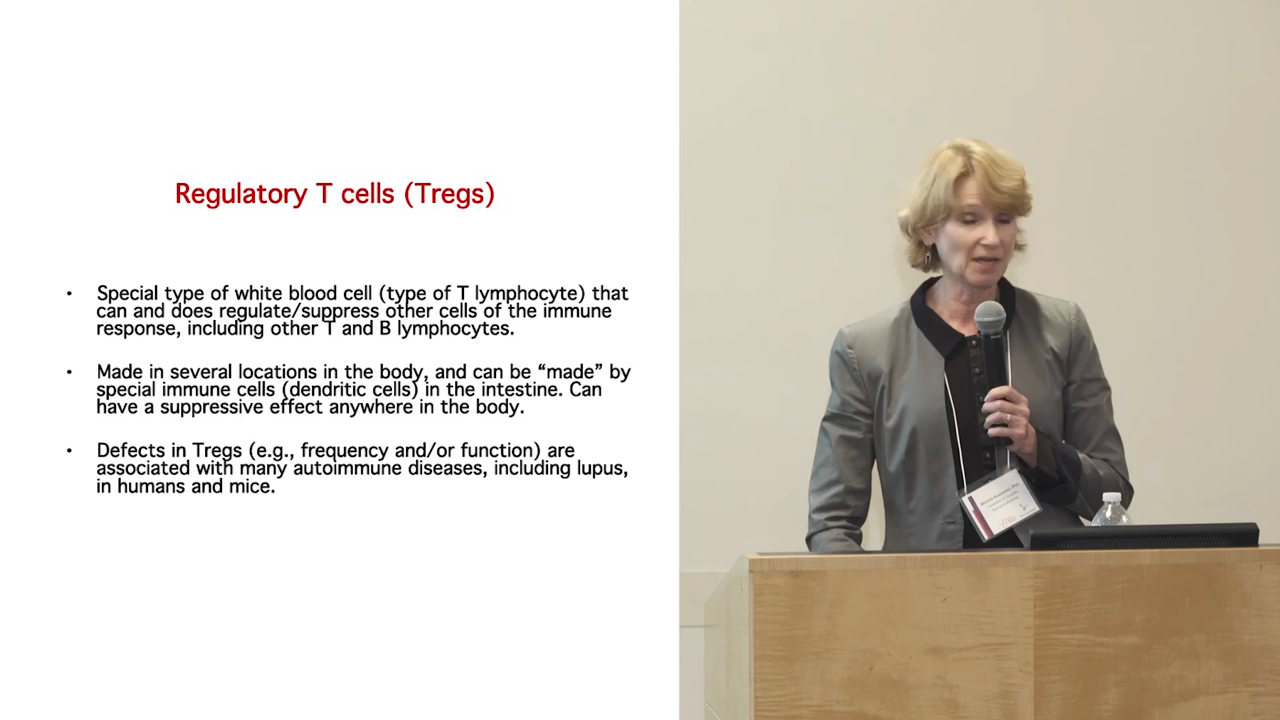 Regulatory T cells (Tregs)
• Special type of white blood cell (type of T lymphocyte) that
can and does regulate/suppress other cells of the immune
response, including other T and B lymphocytes.
• Made in several locations in the body, and can be “made” by
special immune cells (dendritic cells) in the intestine. Can
have a suppressive effect anywhere in the body.
• Defects in Tregs (e.g., frequency and/or function) are
associated with many autoimmune diseases, including lupus,
in humans and mice.